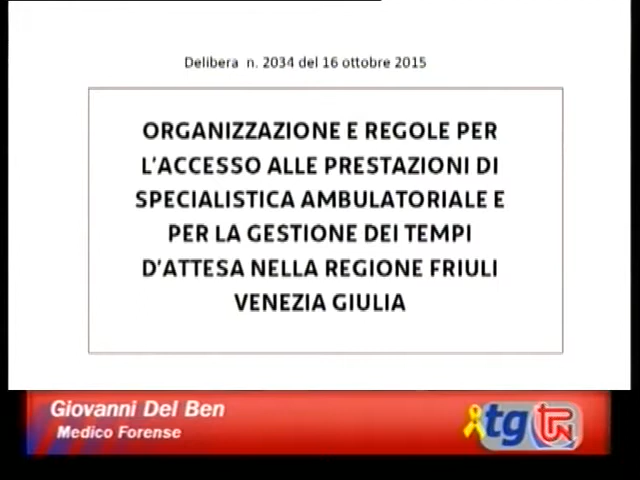 Delibera n. 2034 del 16 ottobre 2015
ORGANIZZAZIONE E REGOLE PER
L'ACCESSO ALLE PRESTAZIONI DI
SPECIALISTICA AMBULATORIALE E
PER LA GESTIONE DEI TEMPI
D'ATTESA NELLA REGIONE FRIULI
VENEZIA GIULIA
Giovanni Del Ben
Medico Forense
tg TPN